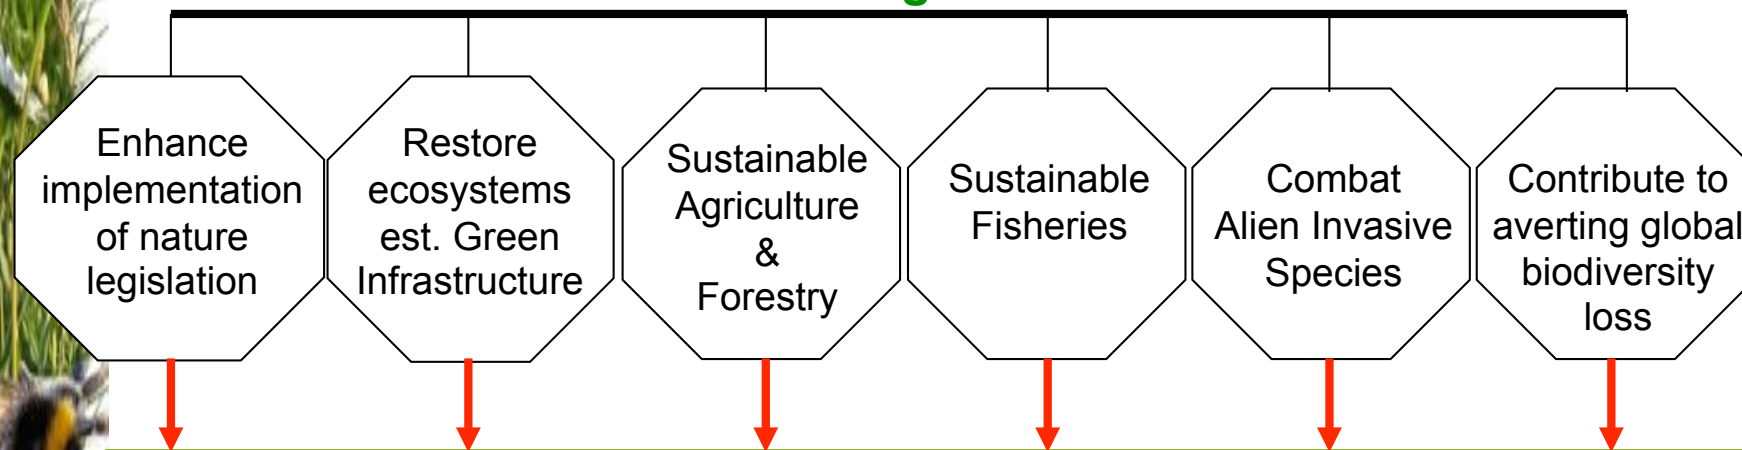 Enhance
implementation
of nature
legislation
Restore
ecosystems
est. Green
Infrastructure
Sustainable
Agriculture
&
Forestry
Sustainable
Fisheries
Combat
Alien Invasive
Species
Contribute to
averting global
biodiversity
loss